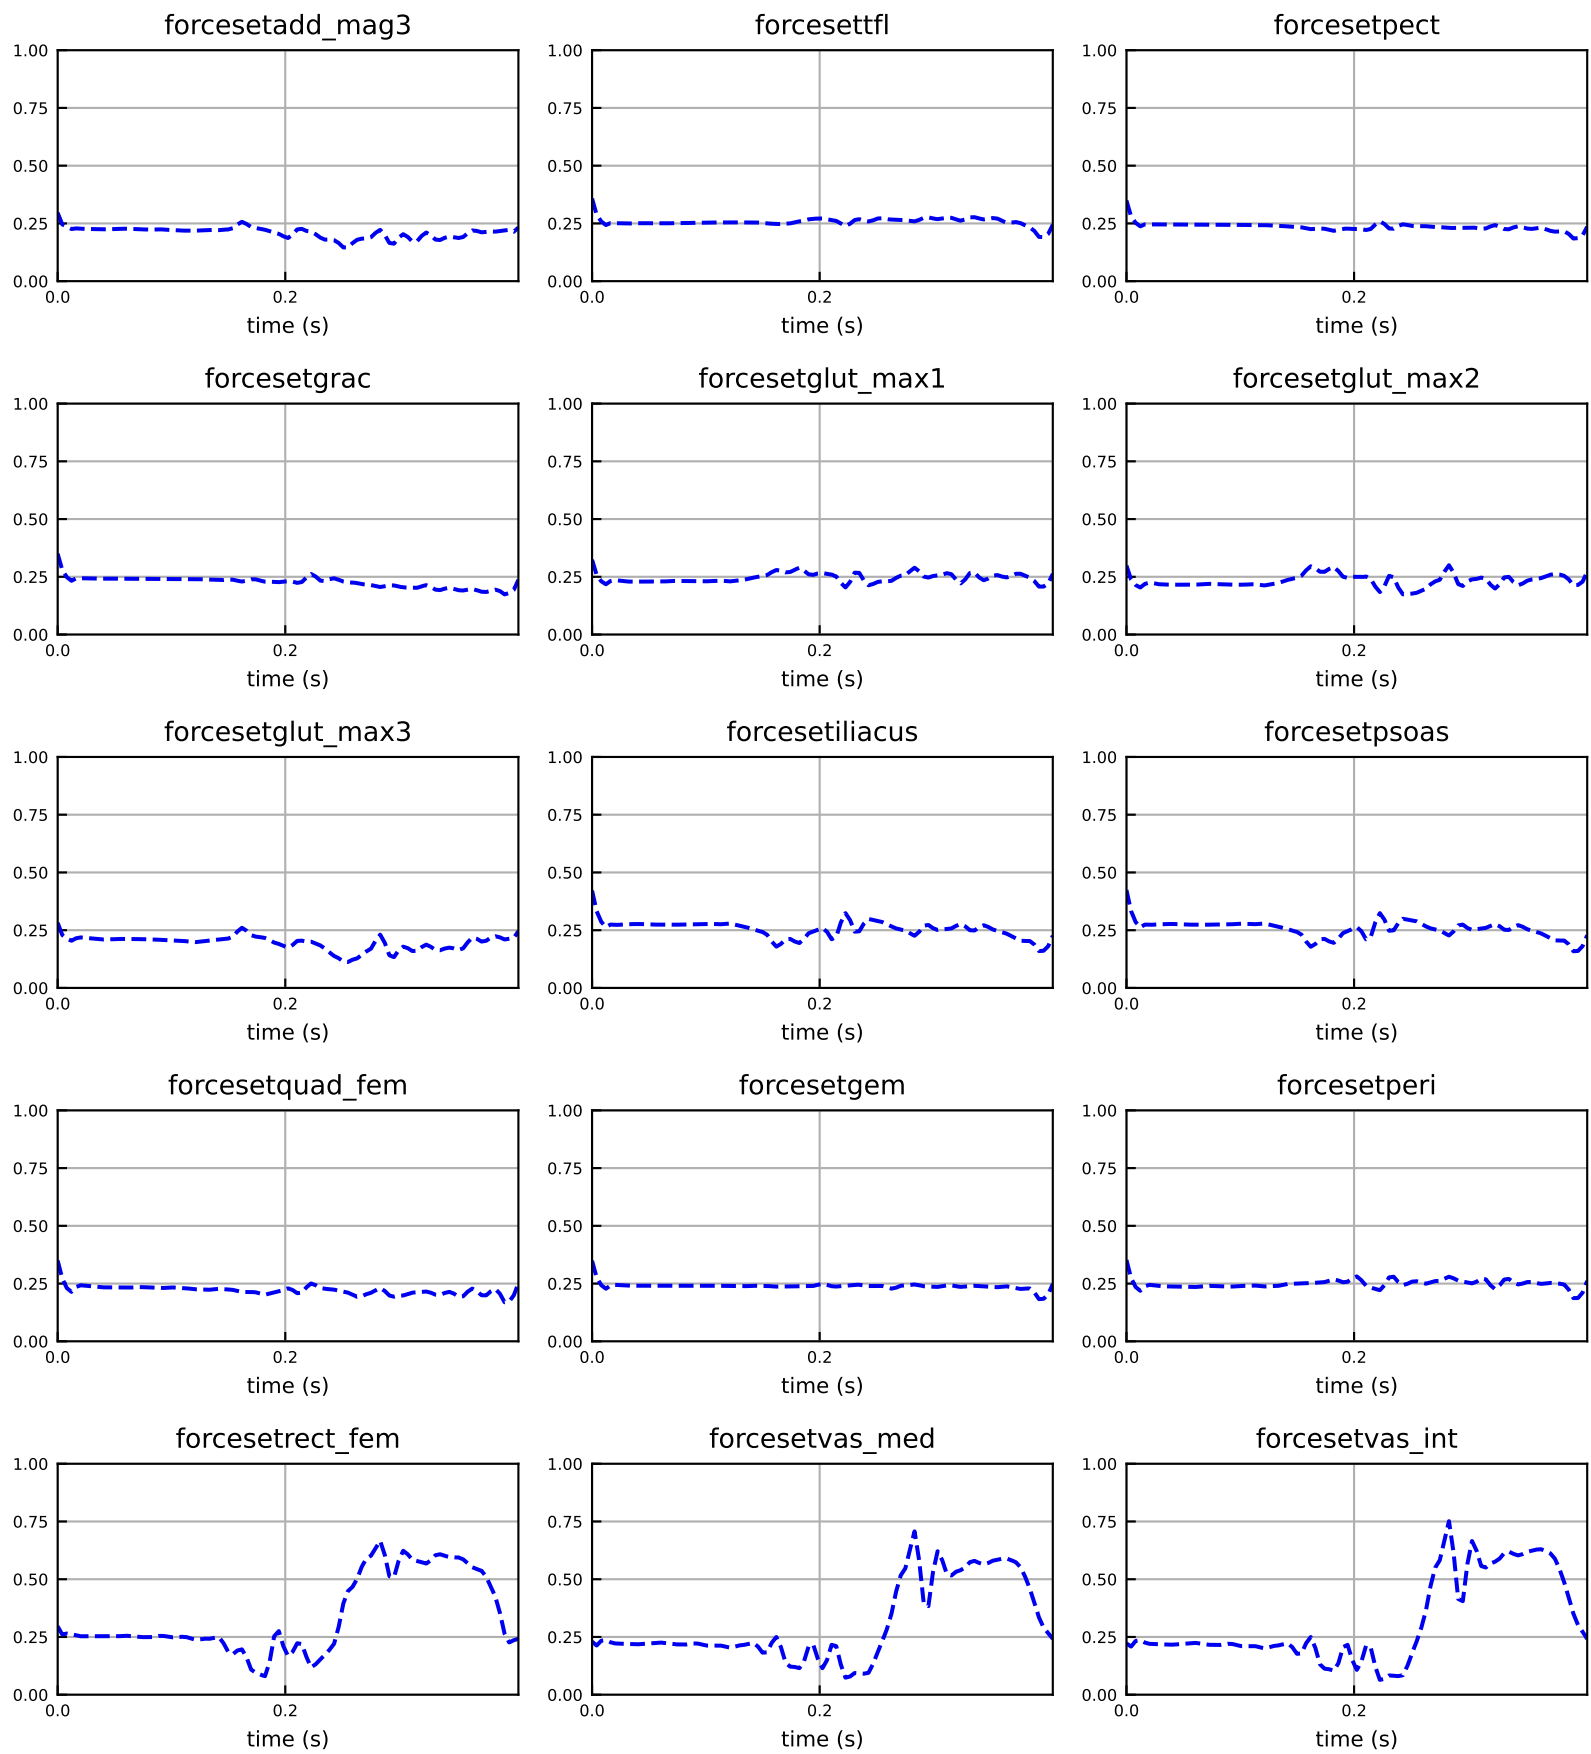 forcesetadd_mag3 forcesettfl forcesetpect
1.00 1.00 1.00
0.75 0.75 0.75
0.50 0.50 0.50
0.25 0.25 0.25
0.00 0.00 0.00
0.0 0.2 0.0 0.2 0.0 0.2
time (s) time (s) time (s)
forcesetgrac forcesetglut_max1 forcesetglut_max2
1.00 1.00 1.00
0.75 0.75 0.75
0.50 0.50 0.50
0.25 0.25 0.25
0.00 0.00 0.00
0.0 0.2 0.0 0.2 0.0 0.2
time (s) time (s) time (s)
forcesetglut_max3 forcesetiliacus forcesetpsoas
1.00 1.00 1.00
0.75 0.75 0.75
0.50 0.50 0.50
0.25 0.25 0.25
0.00 0.00 0.00
0.0 0.2 0.0 0.2 0.0 0.2
time (s) time (s) time (s)
forcesetquad_fem forcesetgem forcesetperi
1.00 1.00 1.00
0.75 0.75 0.75
0.50 0.50 0.50
0.25 0.25 0.25
0.00 0.00 0.00
0.0 0.2 0.0 0.2 0.0 0.2
time (s) time (s) time (s)
forcesetrect_fem forcesetvas_med forcesetvas_int
1.00 1.00 1.00
0.75 0.75 0.75
0.50 0.50 0.50
0.25 0.25 0.25
0.00 0.00 0.00
0.0 0.2 0.0 0.2 0.0 0.2
time (s) time (s) time (s)